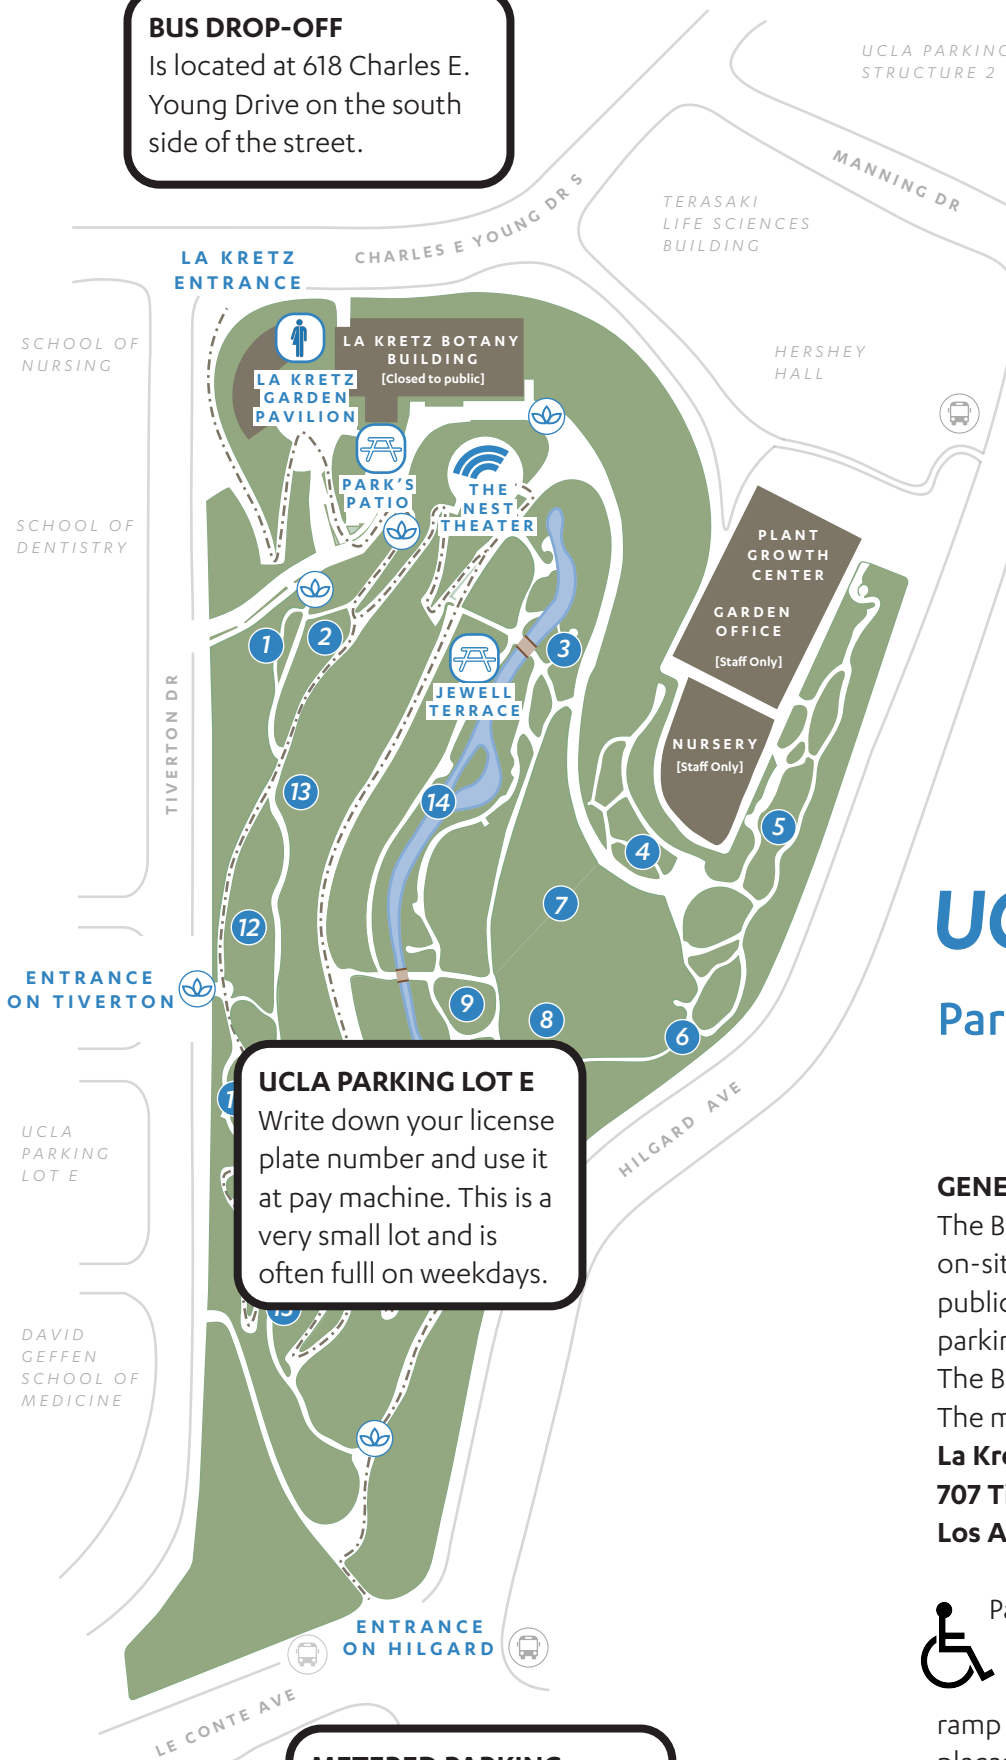 BUS DROP-OFF
Is located at 618 Charles E.
Young Drive on the south
side of the street.
UCLA PARKING
STRUCTURE 2
MANNING DR
TERASAKI
LIFE SCIENCES
BUILDING
CHARLES E YOUNG DR S
LA KRETZ
ENTRANCE
SCHOOL OF
NURSING
LA KRETZ BOTANY
BUILDING
[Closed to public]
HERSHEY
HALL
LA KRETZ
GARDEN
PAVILION
PARK'S
PATIO
THE
NEST
THEATER
SCHOOL OF
DENTISTRY
PLANT
GROWTH
CENTER
GARDEN
OFFICE
[Staff Only]
1
2
3
JEWELL
TERRACE
TIVERTON DR
NURSERY
[Staff Only]
13
14
5
4
7
12
ENTRANCE
ON TIVERTON
9
8
6
UCLA PARKING LOT E
Write down your license
plate number and use it
at pay machine. This is a
very small lot and is
often fulll on weekdays.
HILGARD AVE
UCLA
PARKING
LOT E
DAVID
GEFFEN
SCHOOL OF
MEDICINE
The B
on-sit
public
The B
The m
707 Ti
Los A
ENTRANCE
ON HILGARD
LE CONTE AVE
ramp
METERED PARKING